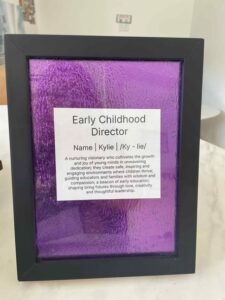 Early Childhood
Director
Name | Kylie | /Ky - lie/
A nurturing visionary who cultivates the growth
and joy of young minds in unwavering
dedication; they create safe, inspiring and
engaging environments where children thrive;
guiding educators and families with wisdom and
compassion, a beacon of early education,
shaping bright futures through love, creativity
and thoughtful leadership.